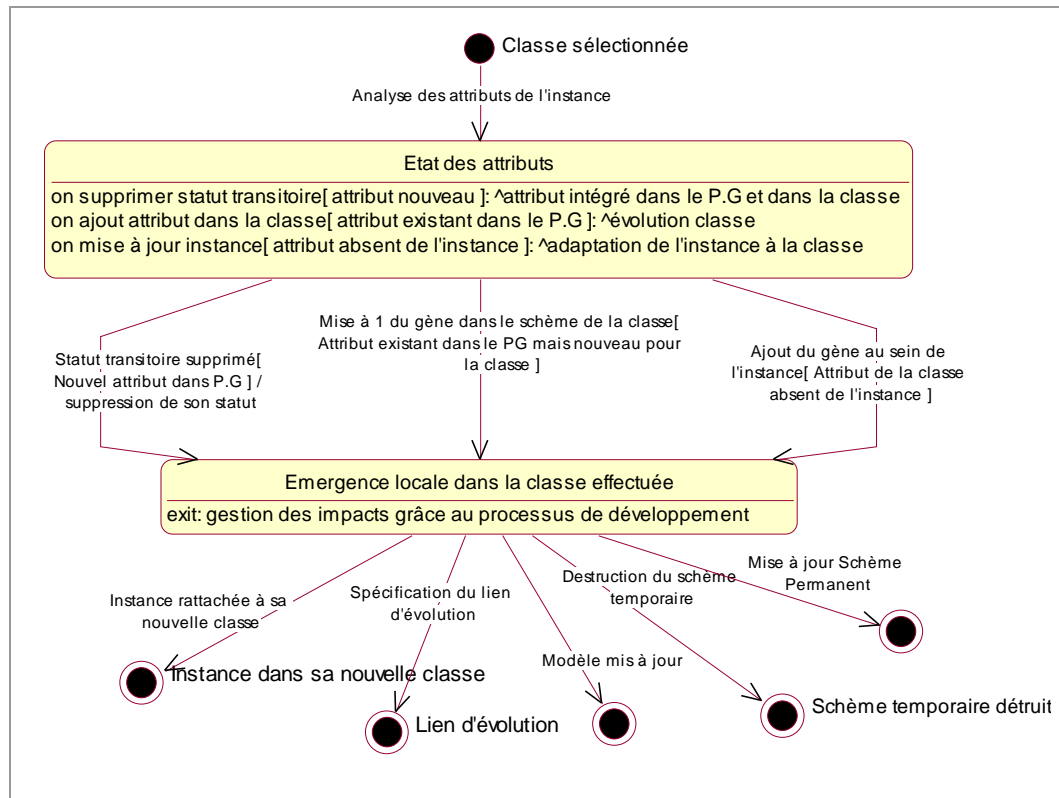 Classe sélectionnée
Analyse des attributs de l'instance
Etat des attributs
on supprimer statut transitoire[ attribut nouveau ]: ^attribut intégré dans le P.G et dans la classe
on ajout attribut dans la classe[ attribut existant dans le P.G ]: ^évolution classe
on mise à jour instance[ attribut absent de l'instance ]: ^adaptation de l'instance à la classe
Statut transitoire supprimé[
Nouvel attribut dans P.G ] /
suppression de son statut
Mise à 1 du gène dans le schème de la classe[
Attribut existant dans le PG mais nouveau pour
la classe ]
Ajout du gène au sein de
l'instance[ Attribut de la classe
absent de l'instance ]
Emergence locale dans la classe effectuée
exit: gestion des impacts grâce au processus de développement
Instance rattachée à sa
nouvelle classe
Spécification du lien
d'évolution
Modèle mis à jour
Destruction du schème
temporaire
Mise à jour Schème
Permanent
Instance dans sa nouvelle classe
Lien d'évolution
Schème temporaire détruit